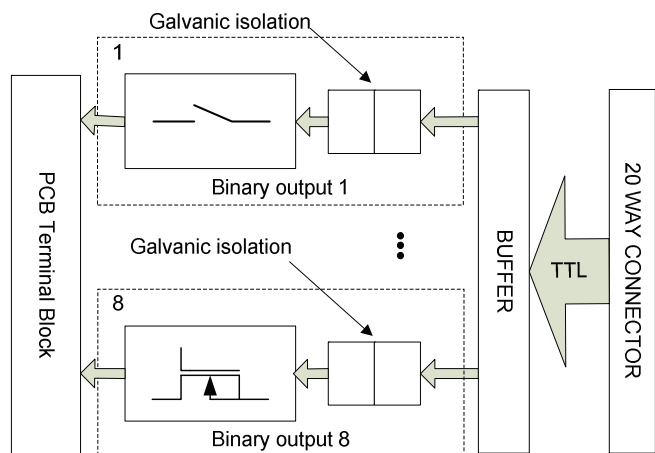 Galvanic isolation
1
Binary output 1
PCB Terminal Block
Galvanic isolation
8
Binary output 8
BUFFER
TTL
20 WAY CONNECTOR